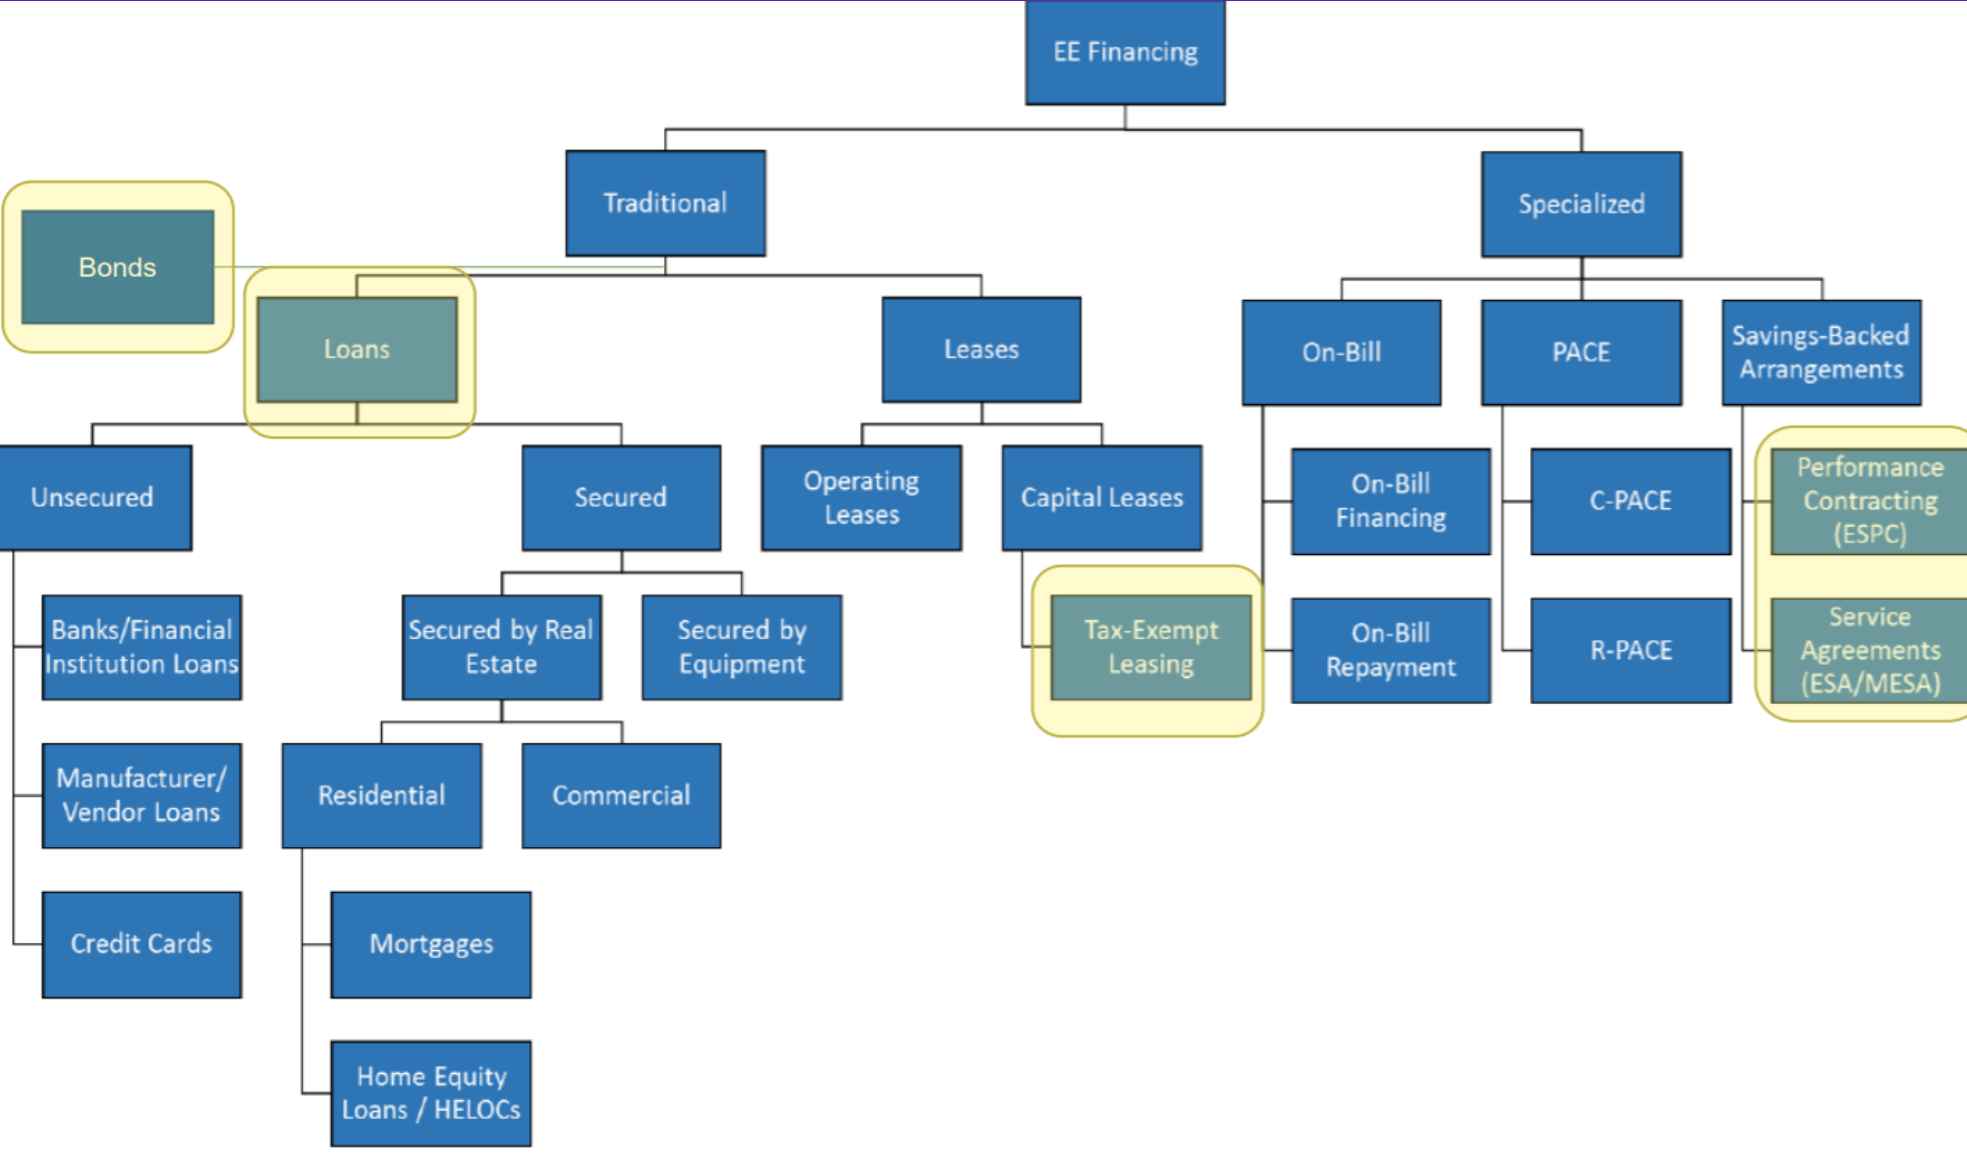 EE Financing
Traditional
Specialized
Bonds
Loans
Leases
On-Bill
PACE
Savings-Backed
Arrangements
Unsecured
Secured
Operating
Leases
Capital Leases
On-Bill
Financing
C-PACE
Performance
Contracting
(ESPC)
Banks/Financial
Institution Loans
Secured by Real
Estate
Secured by
Equipment
Tax-Exempt
Leasing
On-Bill
Repayment
R-PACE
Service
Agreements
(ESA/MESA)
Manufacturer/
Vendor Loans
Residential
Commercial
Credit Cards
Mortgages
Home Equity
Loans / HELOCs